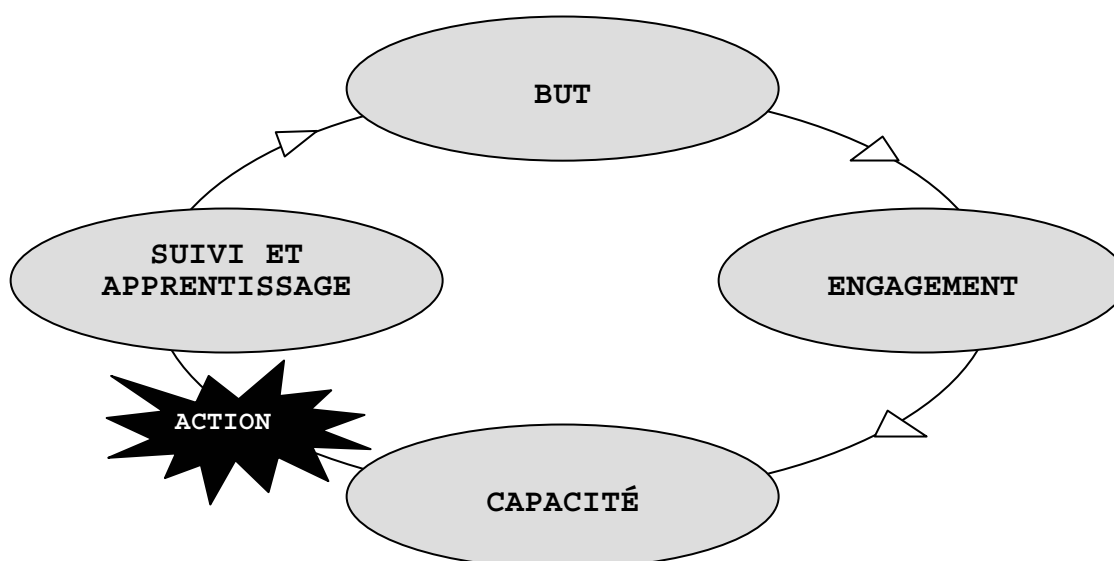 BUT
SUIVI ET
APPRENTISSAGE
ENGAGEMENT
ACTION
CAPACITÉ